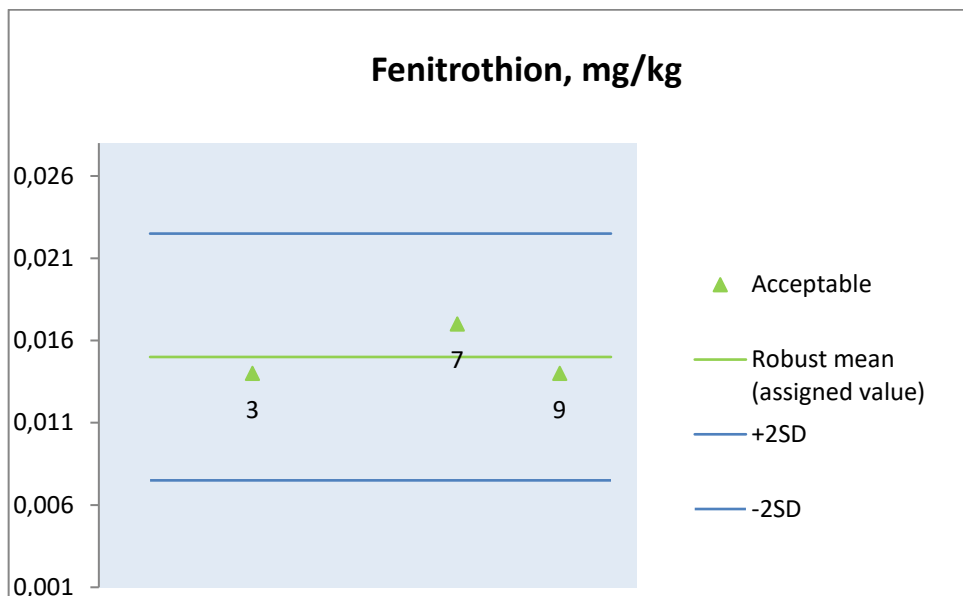 Fenitrothion, mg/kg
0,026
0,021
0,016
0,011
0,006
0,001
3
7
9
Acceptable
Robust mean
(assigned value)
+2SD
-2SD